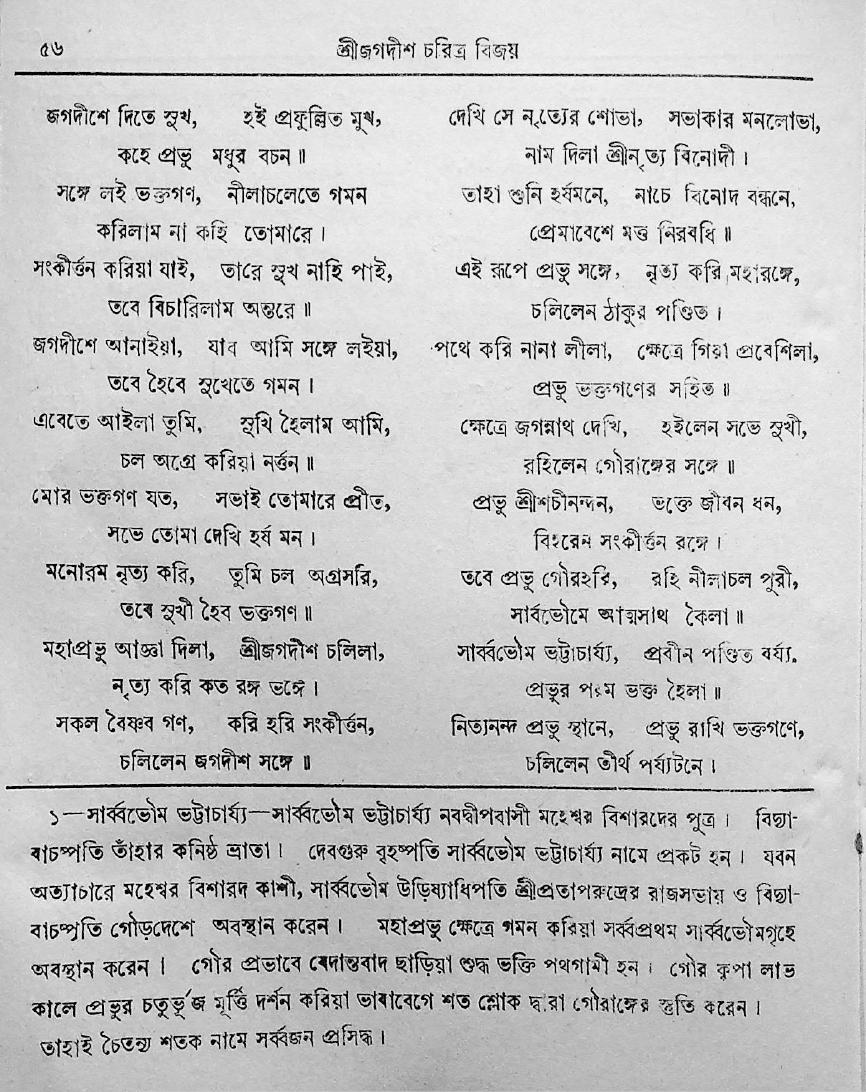 ৫৬
শ্রীজগদীশ চরিত্র বিজয়
জগদীশে দিতে সুখ, হই প্রফুল্লিত মুখ,
কহে প্রভু মধুর বচন॥
সঙ্গে লই ভক্তগণ, নীলাচলেতে গমন
করিলাম না কহি তোমারে।
সংকীর্ত্তন করিয়া যাই, তারে সুখ নাহি পাই,
তবে বিচারিলাম অন্তরে॥
জগদীশে আনাইয়া, যাব আমি সঙ্গে লইয়া,
তবে হৈবে সুখেতে গমন।
এবেতে আইলা তুমি, সুখি হৈলাম আমি,
চল অগ্রে করিয়া নর্ত্তন॥
মোর ভক্তগণ যত, সভাই তোমারে প্রীত,
সভে তোমা দেখি হর্ষ মন।
মনোরম নৃত্য করি, তুমি চল অগ্রসরি,
তবে সুখী হৈব ভক্তগণ॥
মহাপ্রভু আজ্ঞা দিলা, শ্রীজগদীশ চলিলা,
নৃত্য করি কত রঙ্গ ভঙ্গে।
সকল বৈষ্ণব গণ, করি হরি সংকীর্ত্তন,
চলিলেন জগদীশ সঙ্গে॥
দেখি সে নৃত্যের শোভা, সভাকার মনলোভা,
নাম দিলা শ্রীনৃত্য বিনোদী।
তাহা শুনি হর্ষমনে, নাচে বিনোদ বন্ধনে,
প্রেমাবেশে মত্ত নিরবধি॥
এই রূপে প্রভু সঙ্গে, নৃত্য করি মহারঙ্গে,
চলিলেন ঠাকুর পণ্ডিত।
পথে করি নানা লীলা, ক্ষেত্রে গিয়া প্রবেশিলা,
প্রভু ভক্তগণের সহিত॥
ক্ষেত্রে জগন্নাথ দেখি, হইলেন সভে সুখী,
রহিলেন গৌরাঙ্গের সঙ্গে॥
প্রভু শ্রীশচীনন্দন, ভক্তে জীবন ধন,
বিহরেন সংকীর্ত্তন রঙ্গে।
তবে প্রভু গৌরহরি, রহি নীলাচল পুরী,
সার্বভৌমে আত্মসাথ কৈলা॥
সার্ব্বভৌম ভট্টাচার্য্য, প্রবীন পণ্ডিত বর্য্য.
প্রভুর পরম ভক্ত হৈলা॥
নিত্যনন্দ প্রভু স্থানে, প্রভু রাখি ভক্তগণে,
চলিলেন তীর্থ পর্য্যটনে।
১—সার্ব্বভৌম ভট্টাচার্য্য—সার্ব্বভৌম ভট্টাচার্য্য নবদ্বীপবাসী মহেশ্বর বিশারদের পুত্র। বিদ্যা-
বাচস্পতি তাঁহার কনিষ্ঠ ভ্রাতা। দেবগুরু বৃহষ্পতি সার্ব্বভৌম ভট্টাচার্য্য নামে প্রকট হন। যবন
অত্যাচারে মহেশ্বর বিশারদ কাশী, সার্ব্বভৌম উড়িষ্যাধিপতি শ্রীপ্রতাপরুদ্রের রাজসভায় ও বিদ্যা-
বাচস্পতি গৌড়দেশে অবস্থান করেন। মহাপ্রভু ক্ষেত্রে গমন করিয়া সর্ব্বপ্রথম সার্ব্বভৌমগৃহে
অবস্থান করেন। গৌর প্রভাবে বেদান্তবাদ ছাড়িয়া শুদ্ধ ভক্তি পথগামী হন। গৌর কৃপা লাভ
কালে প্রভুর চতুর্ভূজ মূর্ত্তি দর্শন করিয়া ভাবাবেগে শত শ্লোক দ্বারা গৌরাঙ্গের স্তুতি করেন।
তাহাই চৈতন্য শতক নামে সর্ব্বজন প্রসিদ্ধ।